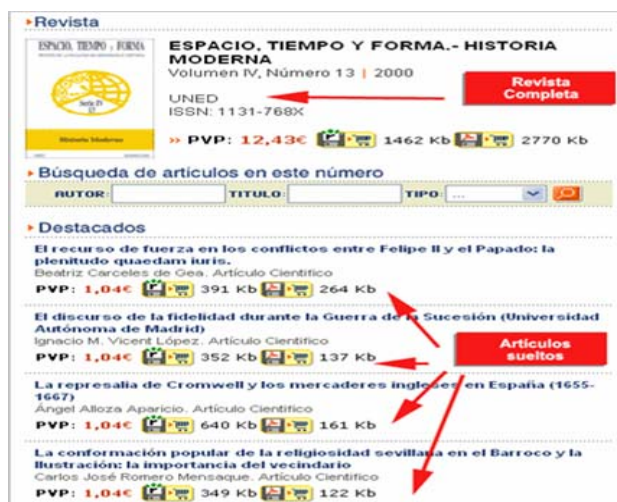 Revista
ESPACIO, TIEMPO y FORMA
Serie IV
13
Historia Moderna
ESPACIO, TIEMPO Y FORMA.- HISTORIA
MODERNA
Volumen IV, Número 13 | 2000
UNED
ISSN: 1131-768X
» PVP: 12,43€ 1462 Kb 2770 Kb
Revista
Completa
Búsqueda de artículos en este número
AUTOR: TITULO: TIPO: ...
Destacados
El recurso de fuerza en los conflictos entre Felipe II y el Papado: la
plenitudo quaedam iuris.
Beatriz Carceles de Gea. Artículo Científico
PVP: 1,04€ 391 Kb 264 Kb
El discurso de la fidelidad durante la Guerra de la Sucesión (Universidad
Autónoma de Madrid)
Ignacio M. Vicent López. Artículo Científico
PVP: 1,04€ 352 Kb 137 Kb
Artículos
sueltos
La represalia de Cromwell y los mercaderes ingleses en España (1655-
1667)
Ángel Alloza Aparicio. Artículo Científico
PVP: 1,04€ 640 Kb 161 Kb
La conformación popular de la religiosidad sevillana en el Barroco y la
Ilustración: la importancia del vecindario
Carlos José Romero Mensaque. Artículo Científico
PVP: 1,04€ 349 Kb 122 Kb